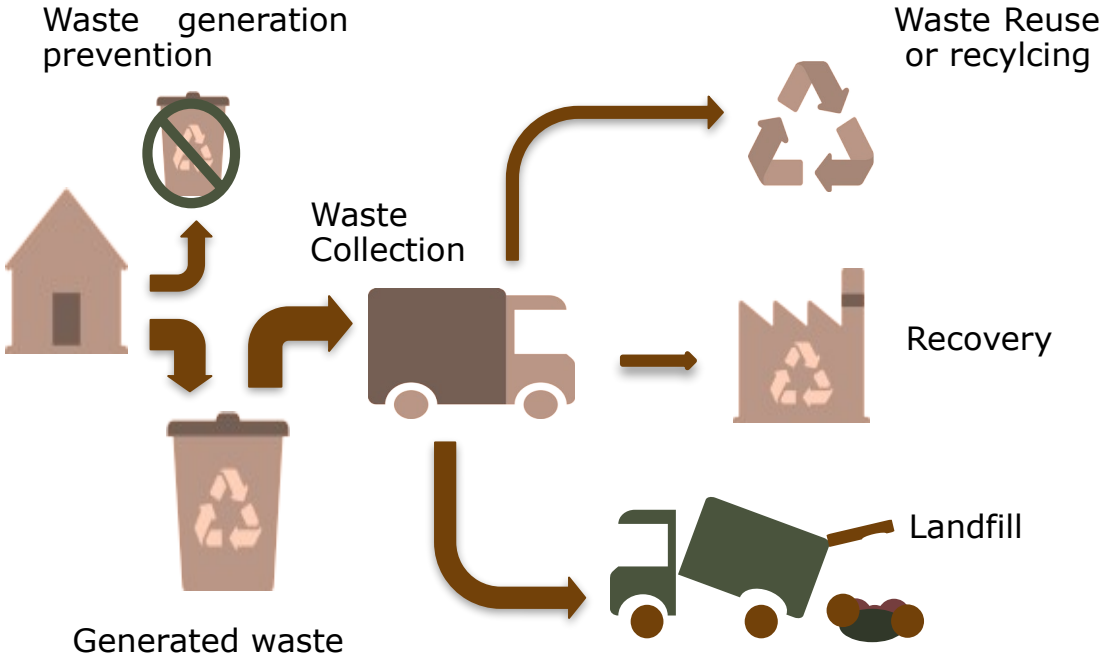 Waste generation
prevention
Waste Reuse
or recylcing
Waste
Collection
Recovery
Landfill
Generated waste